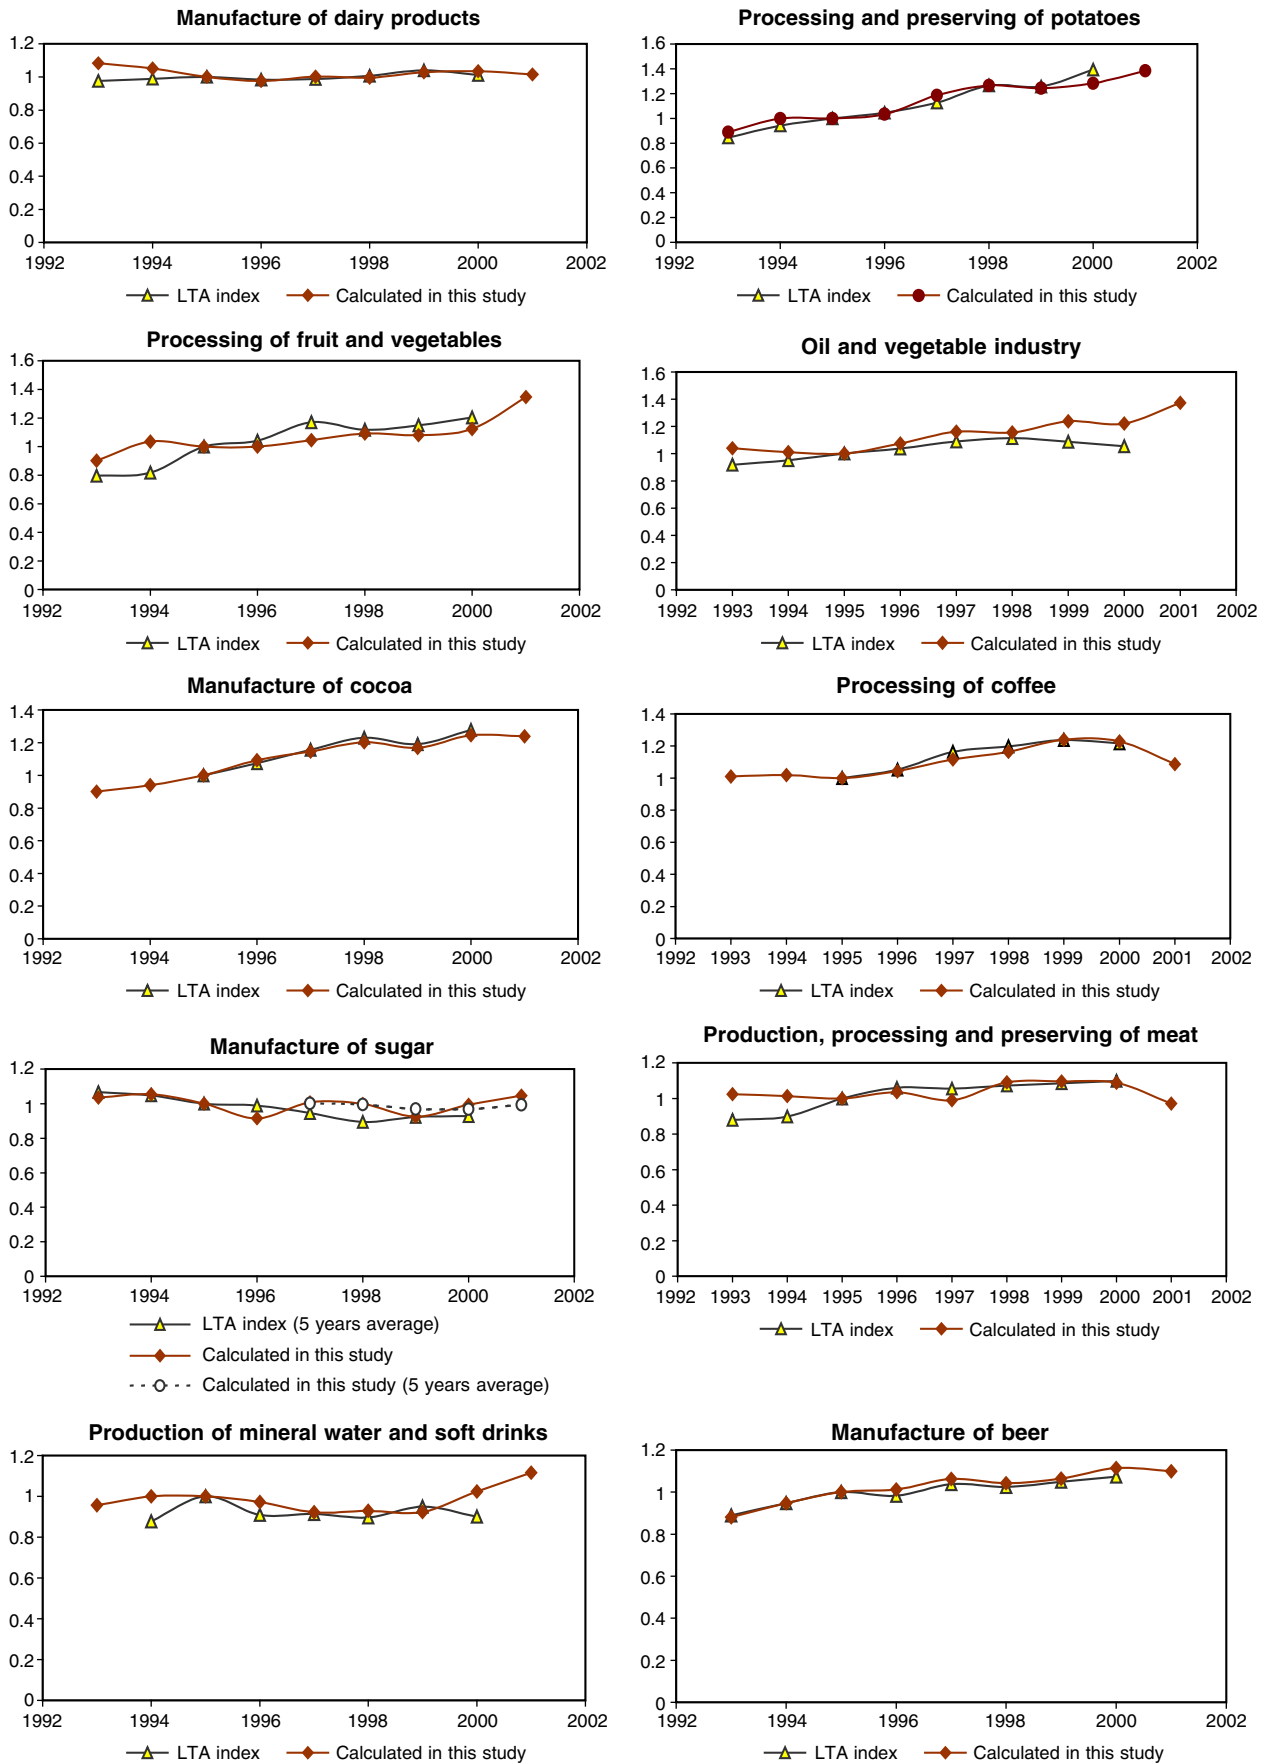 Manufacture of dairy products
1.2
1
0.8
0.6
0.4
0.2
0
1992 1994 1996 1998 2000 2002
LTA index Calculated in this study
Processing and preserving of potatoes
1.6
1.4
1.2
1
0.8
0.6
0.4
0.2
0
1992 1994 1996 1998 2000 2002
LTA index Calculated in this study
Processing of fruit and vegetables
1.6
1.4
1.2
1
0.8
0.6
0.4
0.2
0
1992 1994 1996 1998 2000 2002
LTA index Calculated in this study
Oil and vegetable industry
1.6
1.4
1.2
1
0.8
0.6
0.4
0.2
0
1992 1993 1994 1995 1996 1997 1998 1999 2000 2001 2002
LTA index Calculated in this study
Manufacture of cocoa
1.4
1.2
1
0.8
0.6
0.4
0.2
0
1992 1994 1996 1998 2000 2002
LTA index Calculated in this study
Processing of coffee
1.4
1.2
1
0.8
0.6
0.4
0.2
0
1992 1993 1994 1995 1996 1997 1998 1999 2000 2001 2002
LTA index Calculated in this study
Manufacture of sugar
1.2
1
0.8
0.6
0.4
0.2
0
1992 1994 1996 1998 2000 2002
LTA index (5 years average)
Calculated in this study
Calculated in this study (5 years average)
Production, processing and preserving of meat
1.2
1
0.8
0.6
0.4
0.2
0
1992 1993 1994 1995 1996 1997 1998 1999 2000 2001 2002
LTA index Calculated in this study
Production of mineral water and soft drinks
1.2
1
0.8
0.6
0.4
0.2
0
1992 1994 1996 1998 2000 2002
LTA index Calculated in this study
Manufacture of beer
1.2
1
0.8
0.6
0.4
0.2
0
1992 1994 1996 1998 2000 2002
LTA index Calculated in this study